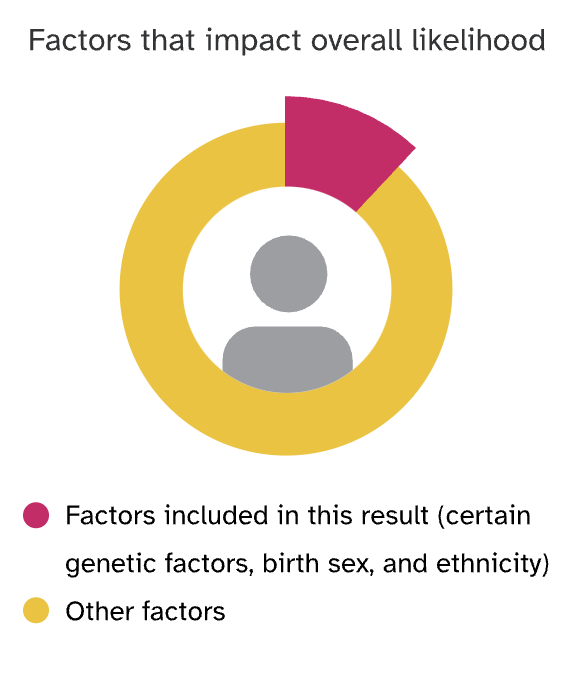 Factors that impact overall likelihood
Factors included in this result (certain
genetic factors, birth sex, and ethnicity)
Other factors